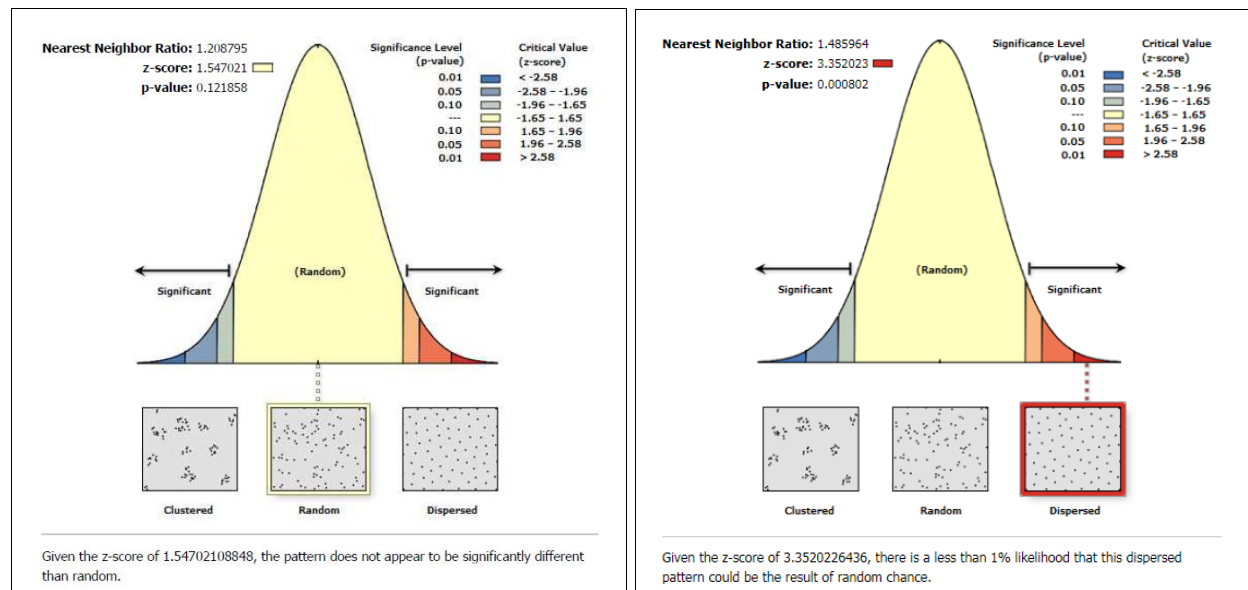 Nearest Neighbor Ratio: 1.208795
z-score: 1.547021
p-value: 0.121858
Significance Level
(p-value)
Critical Value
(z-score)
0.01 < -2.58
0.05 -2.58 – -1.96
0.10 -1.96 – -1.65
--- -1.65 – 1.65
0.10 1.65 – 1.96
0.05 1.96 – 2.58
0.01 > 2.58
(Random)
Significant
Significant
Clustered
Random
Dispersed
Given the z-score of 1.54702108848, the pattern does not appear to be significantly different
than random.
Nearest Neighbor Ratio: 1.485964
z-score: 3.352023
p-value: 0.000802
Significance Level
(p-value)
Critical Value
(z-score)
0.01 < -2.58
0.05 -2.58 – -1.96
0.10 -1.96 – -1.65
--- -1.65 – 1.65
0.10 1.65 – 1.96
0.05 1.96 – 2.58
0.01 > 2.58
(Random)
Significant
Significant
Clustered
Random
Dispersed
Given the z-score of 3.3520226436, there is a less than 1% likelihood that this dispersed
pattern could be the result of random chance.